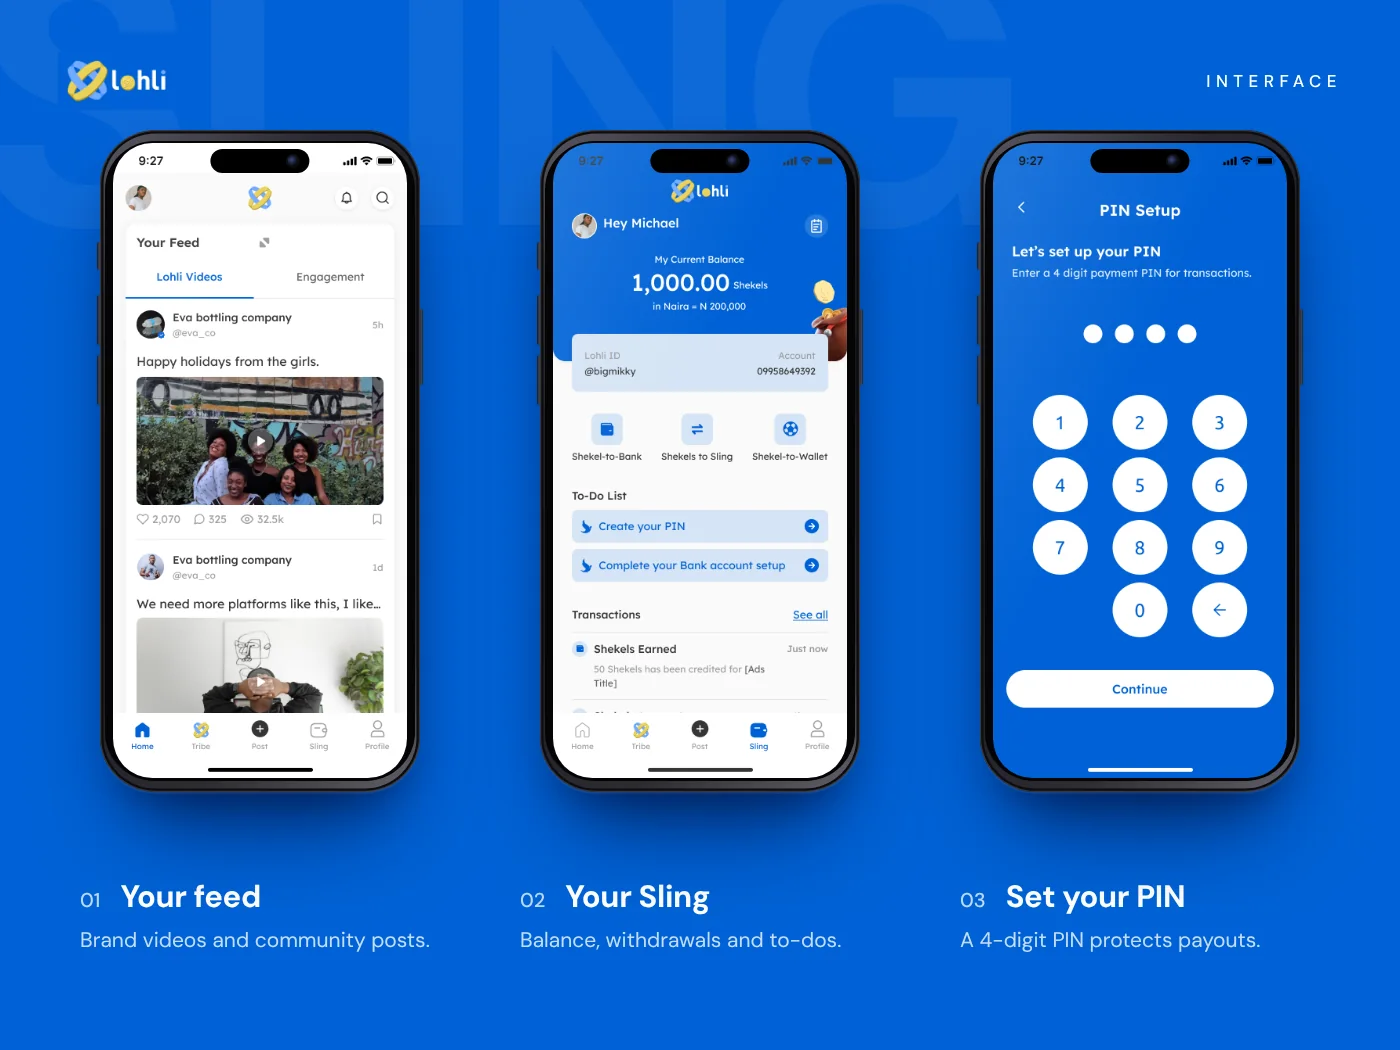 SLING
lohli
INTERFACE
9:27
Your Feed
Lohli Videos
Engagement
Eva bottling company
@eva_co
5h
Happy holidays from the girls.
2,070
325
32.5k
Eva bottling company
@eva_co
1d
We need more platforms like this, I like...
Home
Tribe
Post
Sling
Profile
9:27
lohli
Hey Michael
My Current Balance
1,000.00 Shekels
in Naira = N 200,000
Lohli ID
Account
@bigmikky
09958649392
Shekel-to-Bank
Shekels to Sling
Shekel-to-Wallet
To-Do List
Create your PIN
Complete your Bank account setup
Transactions
See all
Shekels Earned
Just now
50 Shekels has been credited for [Ads
Title]
Home
Tribe
Post
Sling
Profile
9:27
PIN Setup
Let's set up your PIN
Enter a 4 digit payment PIN for transactions.
1
2
3
4
5
6
7
8
9
0
Continue
01 Your feed
Brand videos and community posts.
02 Your Sling
Balance, withdrawals and to-dos.
03 Set your PIN
A 4-digit PIN protects payouts.